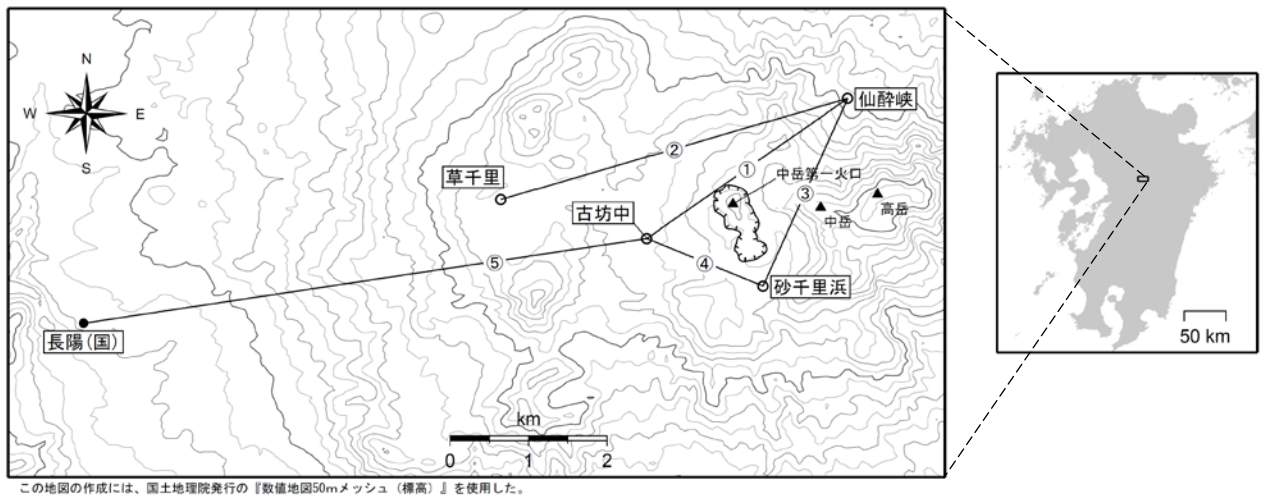 N
W
E
S
仙酔峡
②
草千里
①
中岳第一火口
③
古坊中
中岳
高岳
④
⑤
砂千里浜
長陽(国)
km
0 1 2
50 km
この地図の作成には、国土地理院発行の『数値地図50mメッシュ（標高）』を使用した。